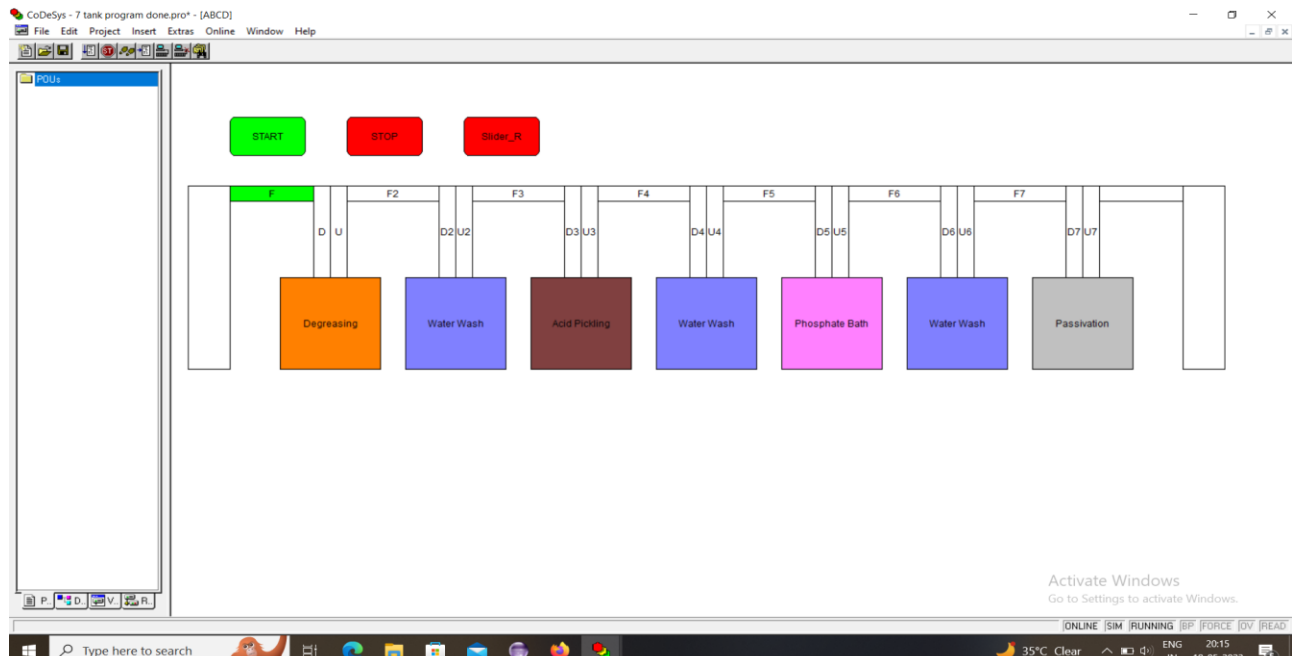 CoDeSys - 7 tank program done.pro* - [ABCD]
File Edit Project Insert Extras Online Window Help
POUs
START STOP Slider_R
F F2 F3 F4 F5 F6 F7
D U D2 U2 D3 U3 D4 U4 D5 U5 D6 U6 D7 U7
Degreasing Water Wash Acid Pickling Water Wash Phosphate Bath Water Wash Passivation
Activate Windows
Go to Settings to activate Windows.
P.. D.. V.. R..
ONLINE SIM RUNNING BP FORCE OV READ
Type here to search
35°C Clear ENG 20:15